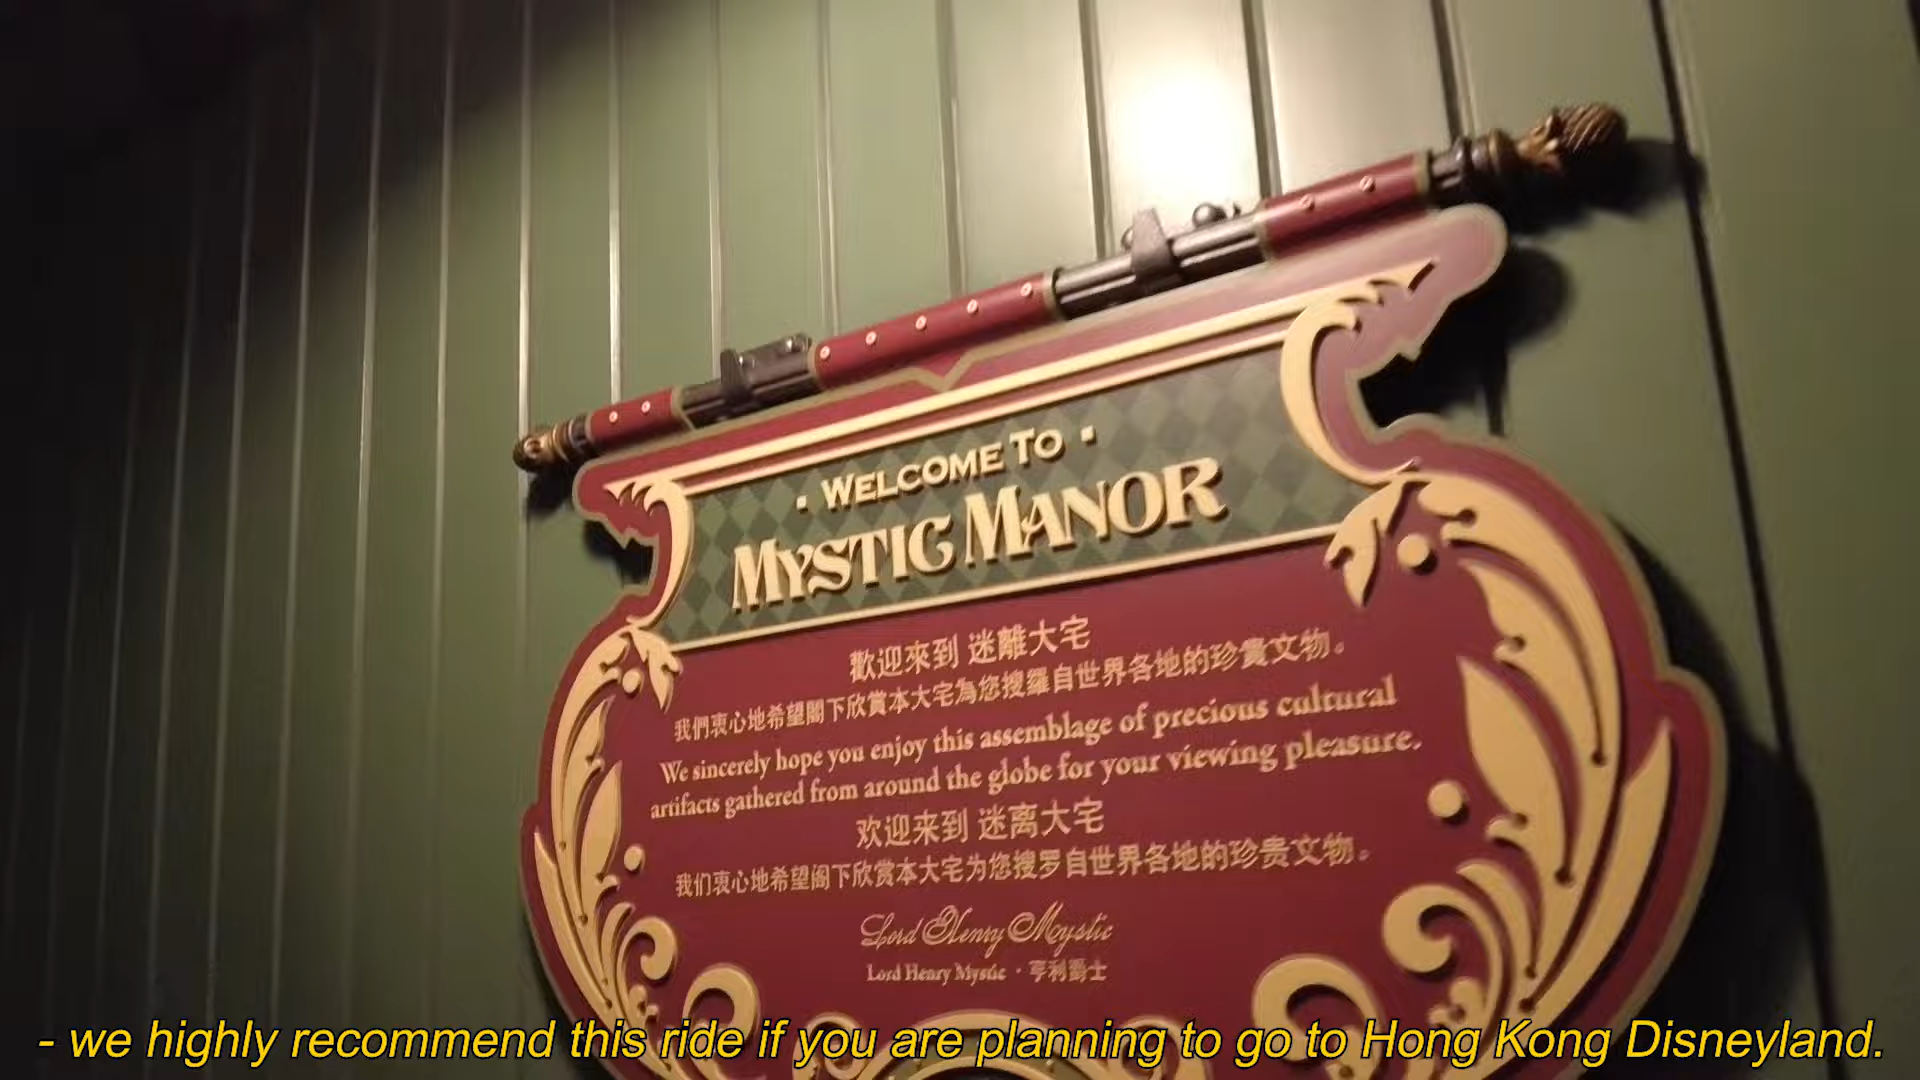 · WELCOME TO ·
MYSTIC MANOR
歡迎來到 迷離大宅
我們衷心地希望閣下欣賞本大宅為您搜羅自世界各地的珍貴文物。
We sincerely hope you enjoy this assemblage of precious cultural
artifacts gathered from around the globe for your viewing pleasure.
欢迎来到 迷离大宅
我们衷心地希望阁下欣赏本大宅为您搜罗自世界各地的珍贵文物。
Lord Henry Mystic
Lord Henry Mystic · 亨利爵士
- we highly recommend this ride if you are planning to go to Hong Kong Disneyland.